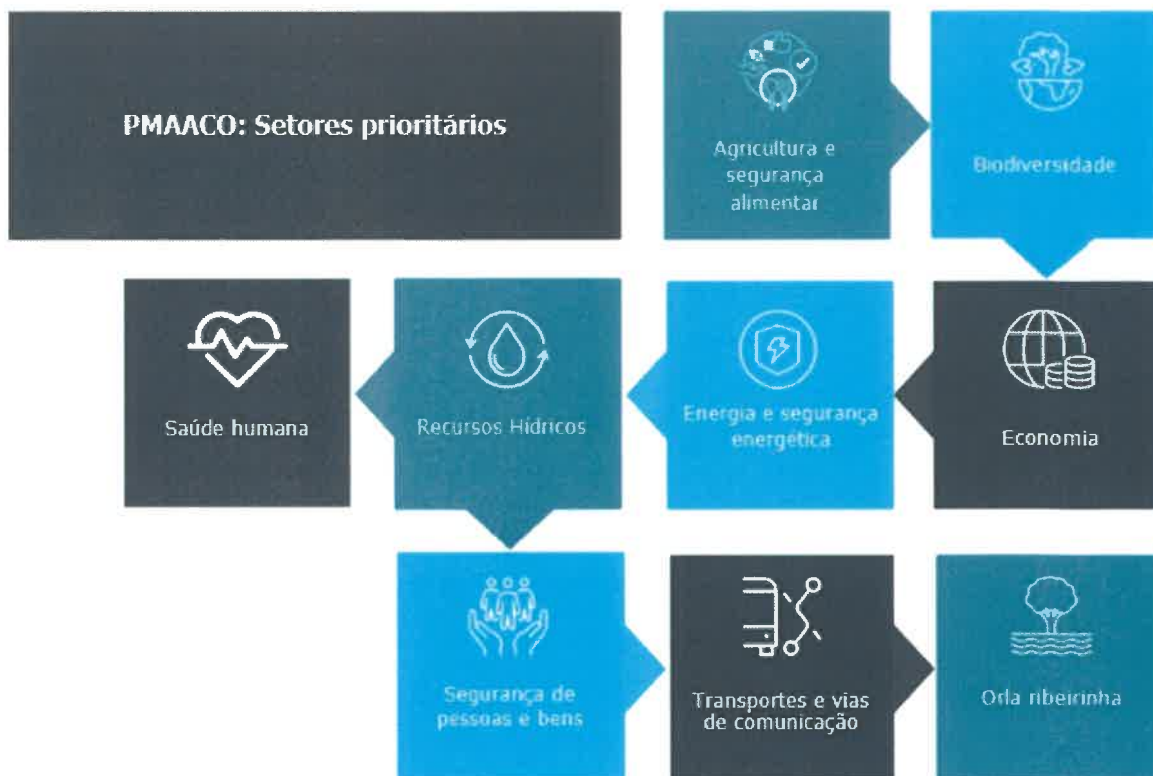 PMAACO: Setores prioritários
Agricultura e
segurança
alimentar
Biodiversidade
Saúde humana
Recursos Hídricos
Energia e segurança
energética
Economia
Segurança de
pessoas e bens
Transportes e vias
de comunicação
Orla ribeirinha